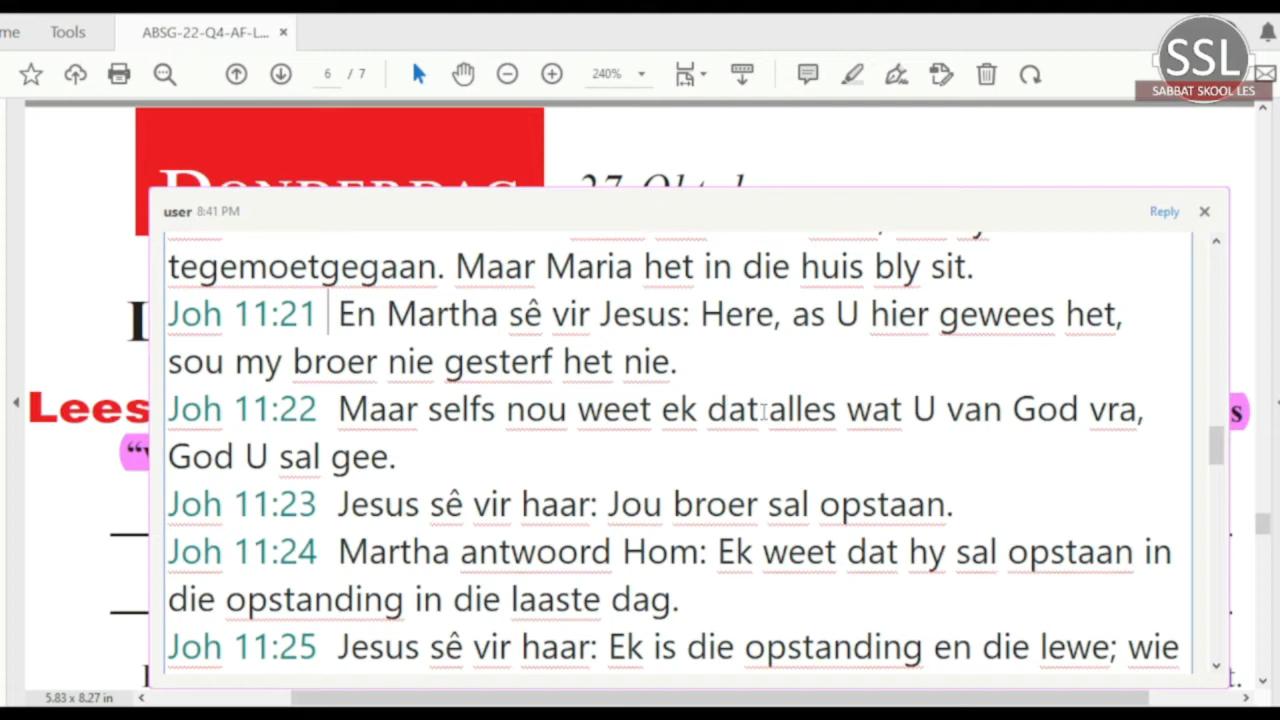 me Tools ABSG-22-Q4-AF-L... ×
SSL
SABBAT SKOOL LES
6 / 7 240%
DONDERDAG
user 8:41 PM Reply
tegemoetgegaan. Maar Maria het in die huis bly sit.
Joh 11:21 En Martha sê vir Jesus: Here, as U hier gewees het,
sou my broer nie gesterf het nie.
Joh 11:22 Maar selfs nou weet ek dat alles wat U van God vra,
God U sal gee.
Joh 11:23 Jesus sê vir haar: Jou broer sal opstaan.
Joh 11:24 Martha antwoord Hom: Ek weet dat hy sal opstaan in
die opstanding in die laaste dag.
Joh 11:25 Jesus sê vir haar: Ek is die opstanding en die lewe; wie
Lees
5.83 x 8.27 in